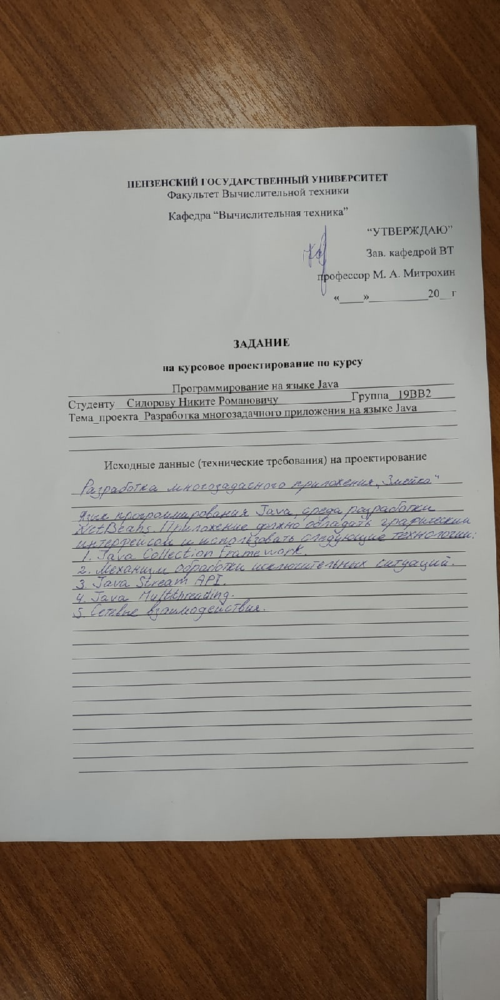 ПЕНЗЕНСКИЙ ГОСУДАРСТВЕННЫЙ УНИВЕРСИТЕТ
Факультет Вычислительной техники
Кафедра “Вычислительная техника”
“УТВЕРЖДАЮ”
Зав. кафедрой ВТ
профессор М. А. Митрохин
«____»__________20__г
ЗАДАНИЕ
на курсовое проектирование по курсу
Программирование на языке Java
Студенту Сидорову Никите Романовичу Группа 19ВВ2
Тема_проекта Разработка многозадачного приложения на языке Java
Исходные данные (технические требования) на проектирование
Разработка многозадачного приложения „Змейка“
Язык программирования Java, среда разработки
NetBeans. Приложение должно обладать графическим
интерфейсом и использовать следующие технологии:
1. Java Collection Framework.
2. Механизм обработки исключительных ситуаций.
3. Java Stream API.
4. Java Multthreading.
5. Сетевые взаимодействия.